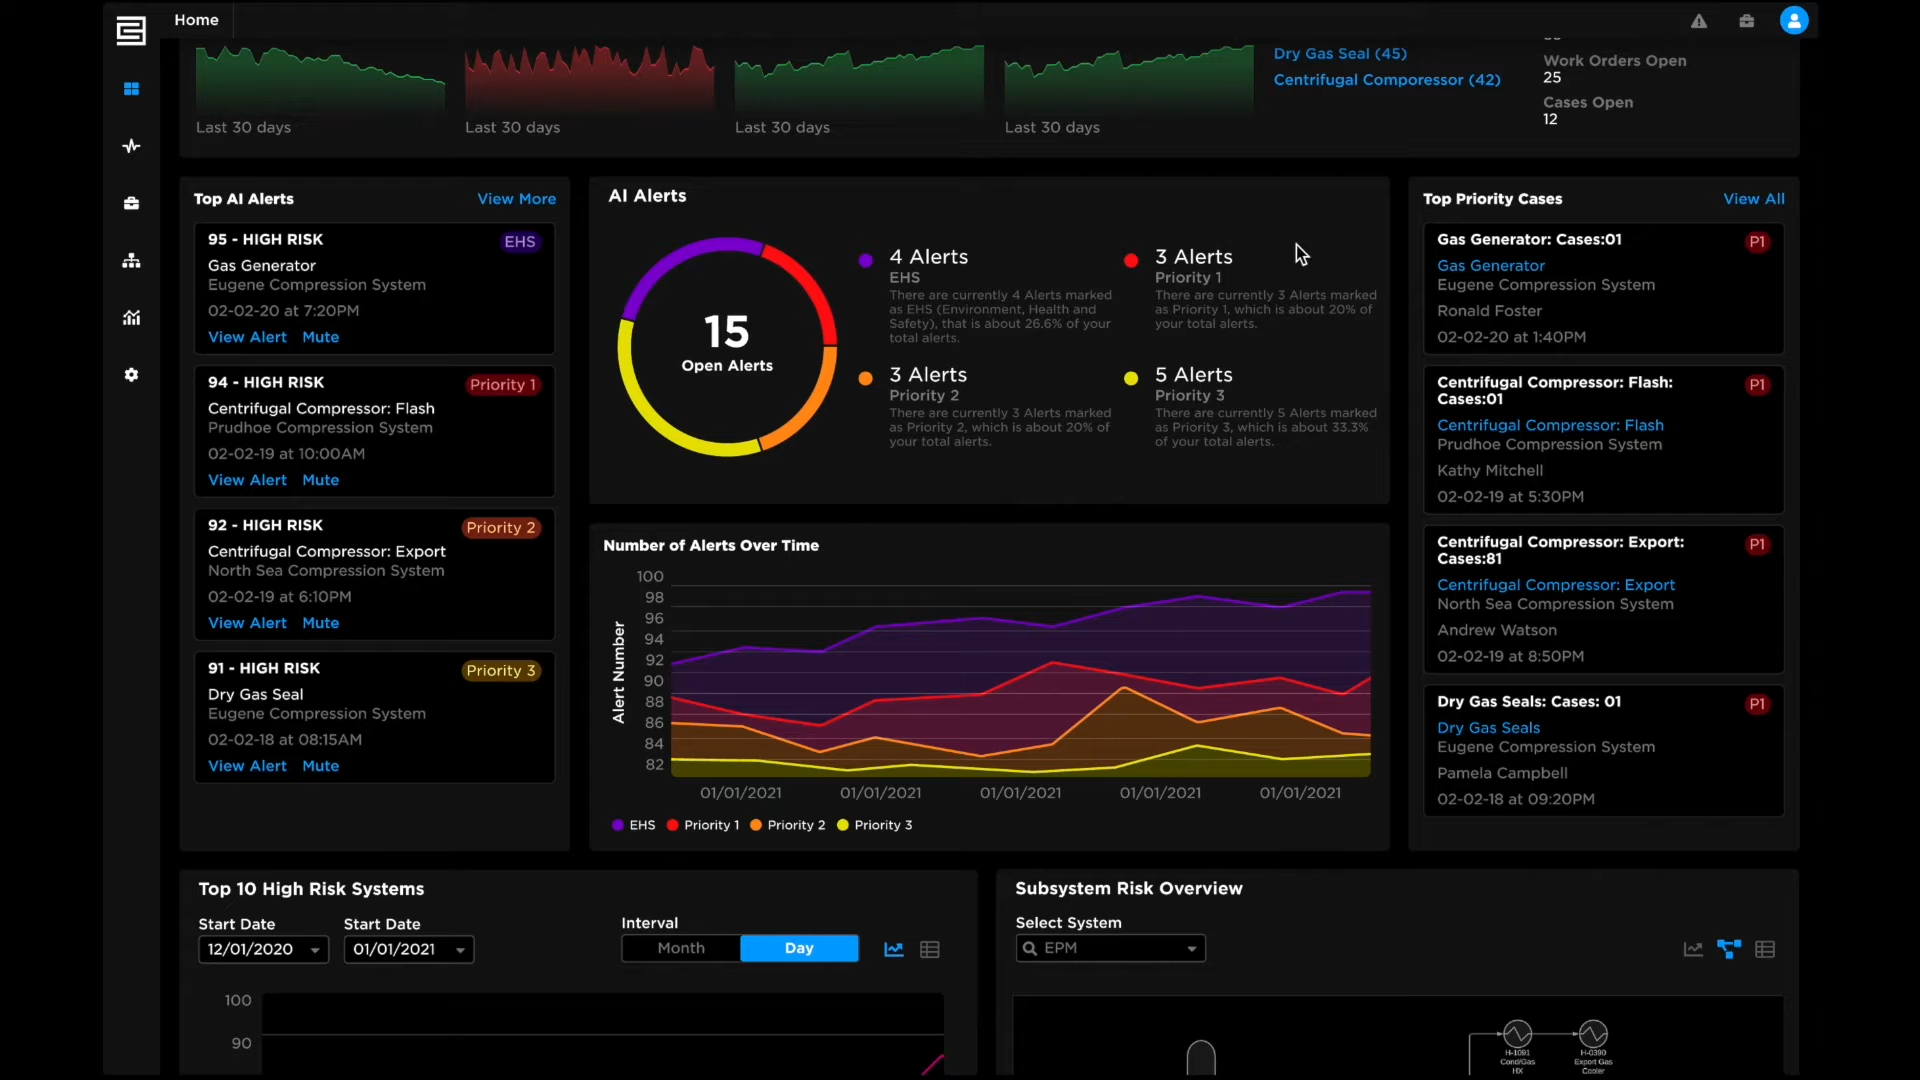 Home
Last 30 days
Last 30 days
Last 30 days
Last 30 days
Dry Gas Seal (45)
Centrifugal Comporessor (42)
Work Orders Open
25
Cases Open
12
Top AI Alerts
View More
95 - HIGH RISK
EHS
Gas Generator
Eugene Compression System
02-02-20 at 7:20PM
View Alert Mute
94 - HIGH RISK
Priority 1
Centrifugal Compressor: Flash
Prudhoe Compression System
02-02-19 at 10:00AM
View Alert Mute
92 - HIGH RISK
Priority 2
Centrifugal Compressor: Export
North Sea Compression System
02-02-19 at 6:10PM
View Alert Mute
91 - HIGH RISK
Priority 3
Dry Gas Seal
Eugene Compression System
02-02-18 at 08:15AM
View Alert Mute
AI Alerts
15
Open Alerts
4 Alerts
EHS
There are currently 4 Alerts marked
as EHS (Environment, Health and
Safety), that is about 26.6% of your
total alerts.
3 Alerts
Priority 1
There are currently 3 Alerts marked
as Priority 1, which is about 20% of
your total alerts.
3 Alerts
Priority 2
There are currently 3 Alerts marked
as Priority 2, which is about 20% of
your total alerts.
5 Alerts
Priority 3
There are currently 5 Alerts marked
as Priority 3, which is about 33.3%
of your total alerts.
Number of Alerts Over Time
Alert Number
100
98
96
94
92
90
88
86
84
82
01/01/2021
01/01/2021
01/01/2021
01/01/2021
01/01/2021
EHS
Priority 1
Priority 2
Priority 3
Top Priority Cases
View All
Gas Generator: Cases:01
P1
Gas Generator
Eugene Compression System
Ronald Foster
02-02-20 at 1:40PM
Centrifugal Compressor: Flash:
Cases:01
P1
Centrifugal Compressor: Flash
Prudhoe Compression System
Kathy Mitchell
02-02-19 at 5:30PM
Centrifugal Compressor: Export:
Cases:81
P1
Centrifugal Compressor: Export
North Sea Compression System
Andrew Watson
02-02-19 at 8:50PM
Dry Gas Seals: Cases: 01
P1
Dry Gas Seals
Eugene Compression System
Pamela Campbell
02-02-18 at 09:20PM
Top 10 High Risk Systems
Start Date
12/01/2020
Start Date
01/01/2021
Interval
Month
Day
100
90
Subsystem Risk Overview
Select System
EPM
H-1091
Cond/Gas
HX
H-0390
Export Gas
Cooler